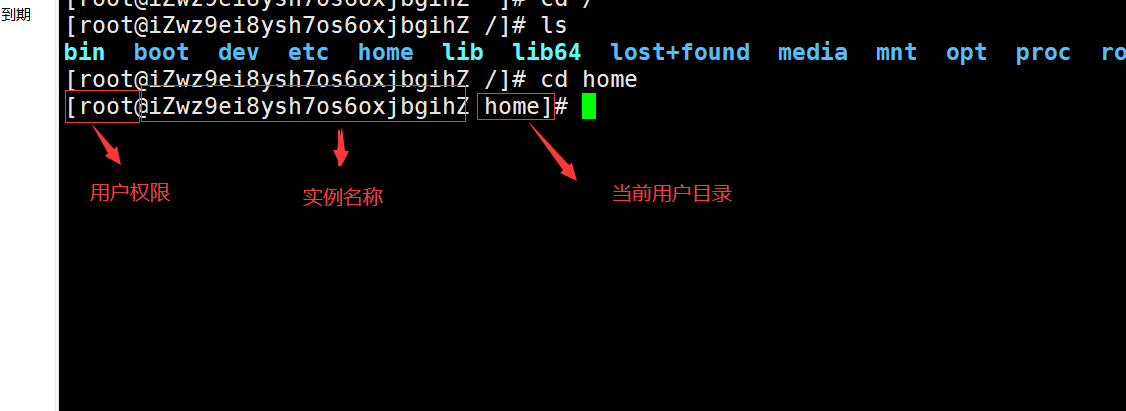 到期
[root@iZwz9ei8ysh7os6oxjbgihZ ~]# cd /
[root@iZwz9ei8ysh7os6oxjbgihZ /]# ls
bin boot dev etc home lib lib64 lost+found media mnt opt proc ro
[root@iZwz9ei8ysh7os6oxjbgihZ /]# cd home
[root@iZwz9ei8ysh7os6oxjbgihZ home]#
用户权限 实例名称 当前用户目录